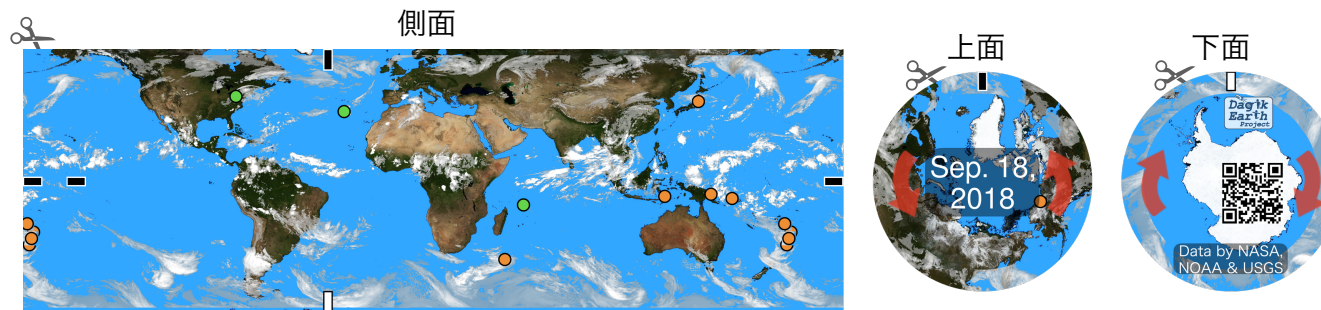 側面
上面
下面
Sep. 18,
2018
Dagik
Earth
Project
Data by NASA,
NOAA & USGS